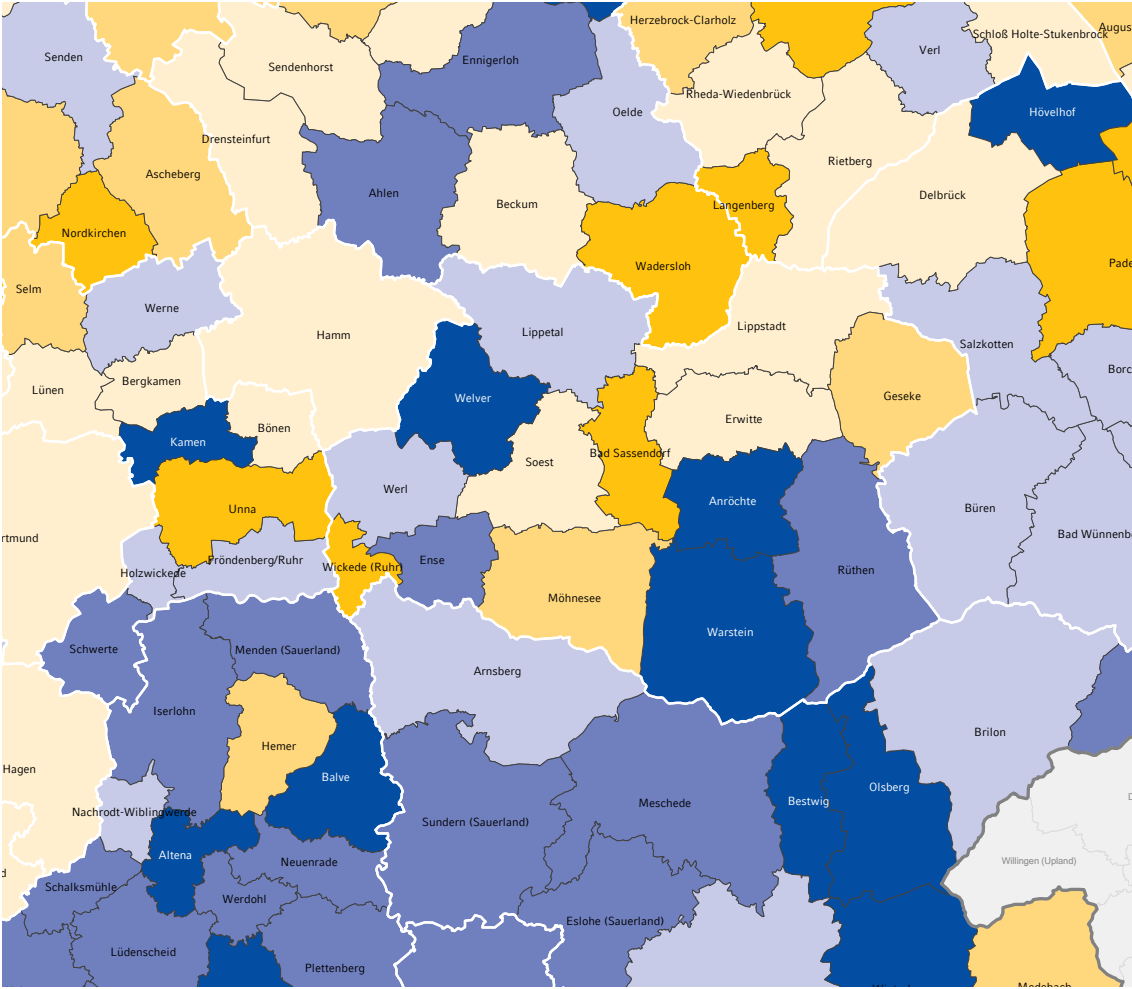 Herzebrock-Clarholz
Augus
Schloß Holte-Stukenbrock
Verl
Senden
Ennigerloh
Sendenhorst
Rheda-Wiedenbrück
Oelde
Hövelhof
Drensteinfurt
Rietberg
Ascheberg
Ahlen
Delbrück
Beckum
Langenberg
Nordkirchen
Wadersloh
Pade
Selm
Werne
Lippstadt
Lippetal
Hamm
Salzkotten
Borc
Bergkamen
Lünen
Geseke
Welver
Erwitte
Bönen
Kamen
Bad Sassendorf
Soest
Werl
Anröchte
Unna
Büren
Bad Wünnenb
rtmund
Fröndenberg/Ruhr
Ense
Wickede (Ruhr)
Holzwickede
Rüthen
Möhnesee
Warstein
Schwerte
Menden (Sauerland)
Arnsberg
Iserlohn
Brilon
Hemer
Hagen
Balve
Olsberg
D
Bestwig
Meschede
Nachrodt-Wiblingwerde
Sundern (Sauerland)
Altena
Willingen (Upland)
Neuenrade
d
Schalksmühle
Werdohl
Eslohe (Sauerland)
Lüdenscheid
Plettenberg
Medebach